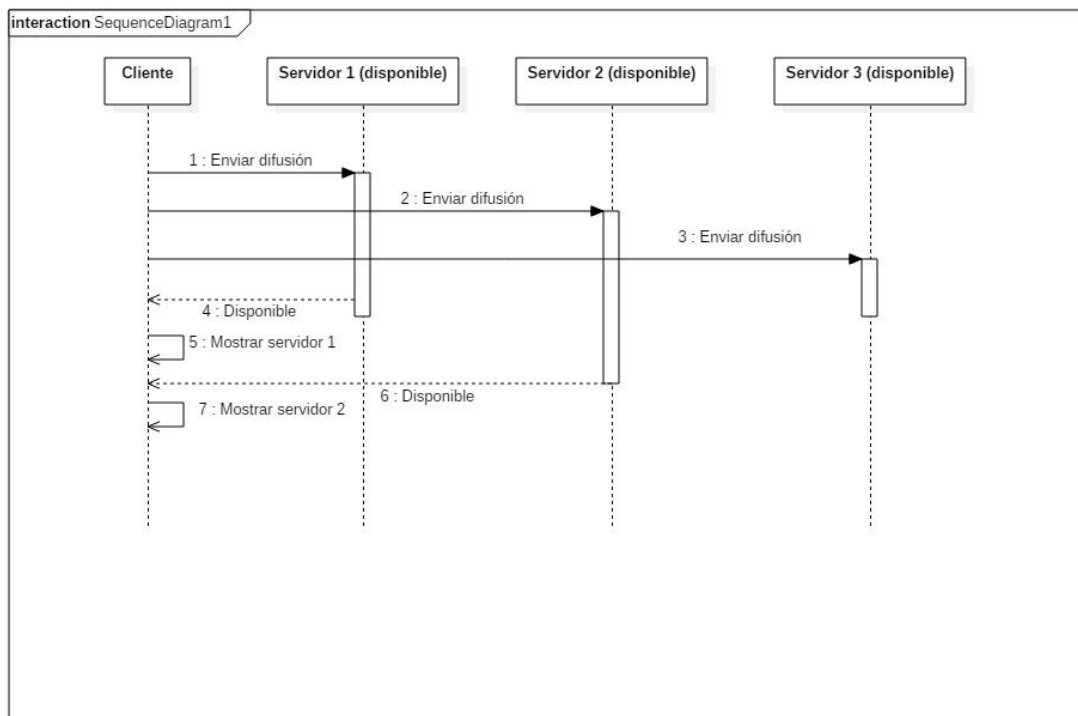 interaction SequenceDiagram1
Cliente
Servidor 1 (disponible)
Servidor 2 (disponible)
Servidor 3 (disponible)
1 : Enviar difusión
2 : Enviar difusión
3 : Enviar difusión
4 : Disponible
5 : Mostrar servidor 1
6 : Disponible
7 : Mostrar servidor 2